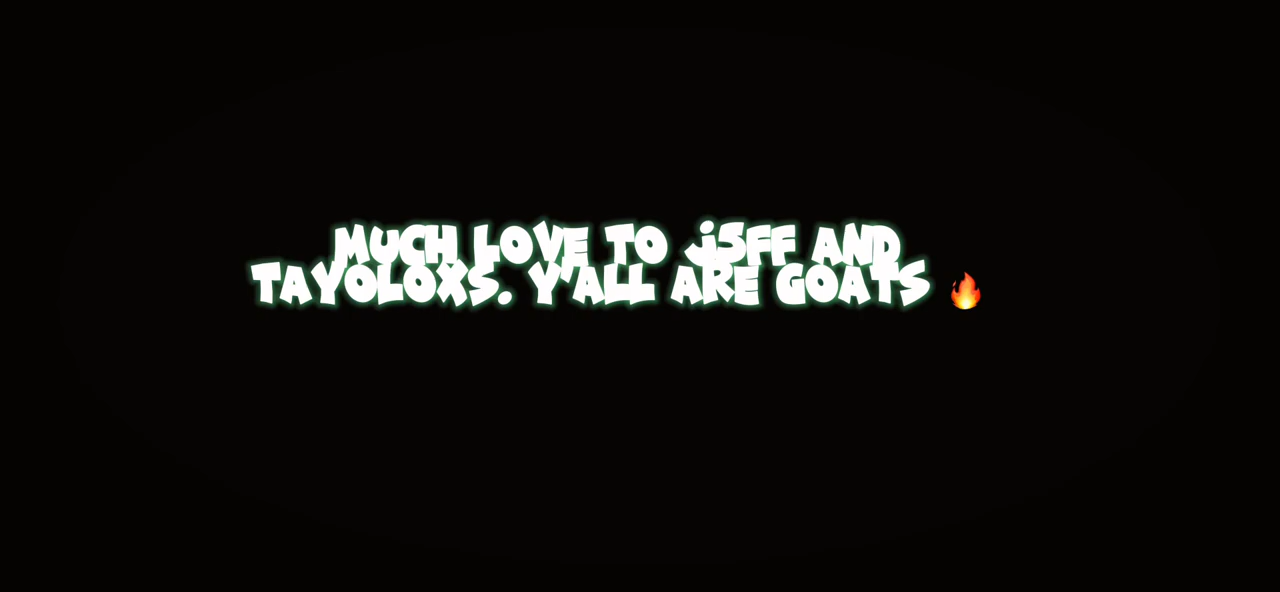 MUCH LOVE TO jSFF AND
TAYOLOXS. Y'ALL ARE GOATS 🔥